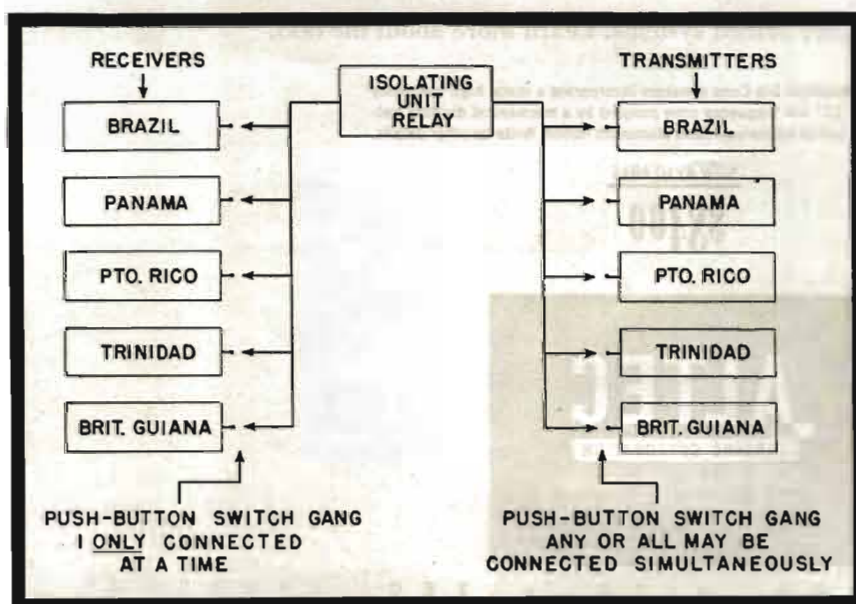 RECEIVERS
BRAZIL
PANAMA
PTO. RICO
TRINIDAD
BRIT. GUIANA
PUSH-BUTTON SWITCH GANG
1 ONLY CONNECTED
AT A TIME
ISOLATING
UNIT
RELAY
TRANSMITTERS
BRAZIL
PANAMA
PTO. RICO
TRINIDAD
BRIT. GUIANA
PUSH-BUTTON SWITCH GANG
ANY OR ALL MAY BE
CONNECTED SIMULTANEOUSLY